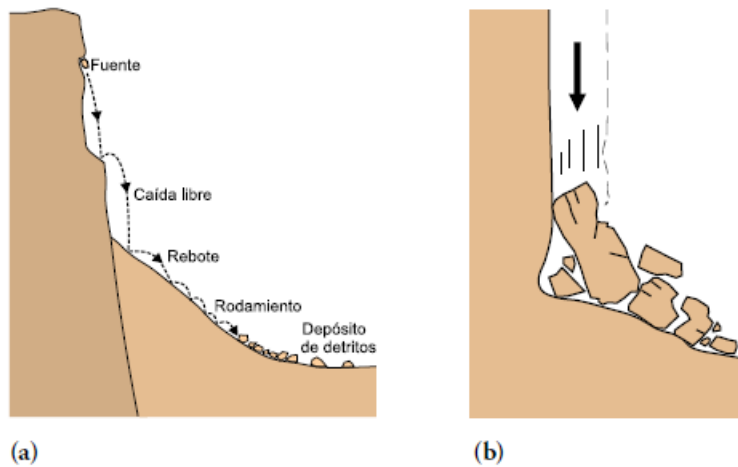 Fuente
Caída libre
Rebote
Rodamiento
Depósito
de detritos
(a)
(b)